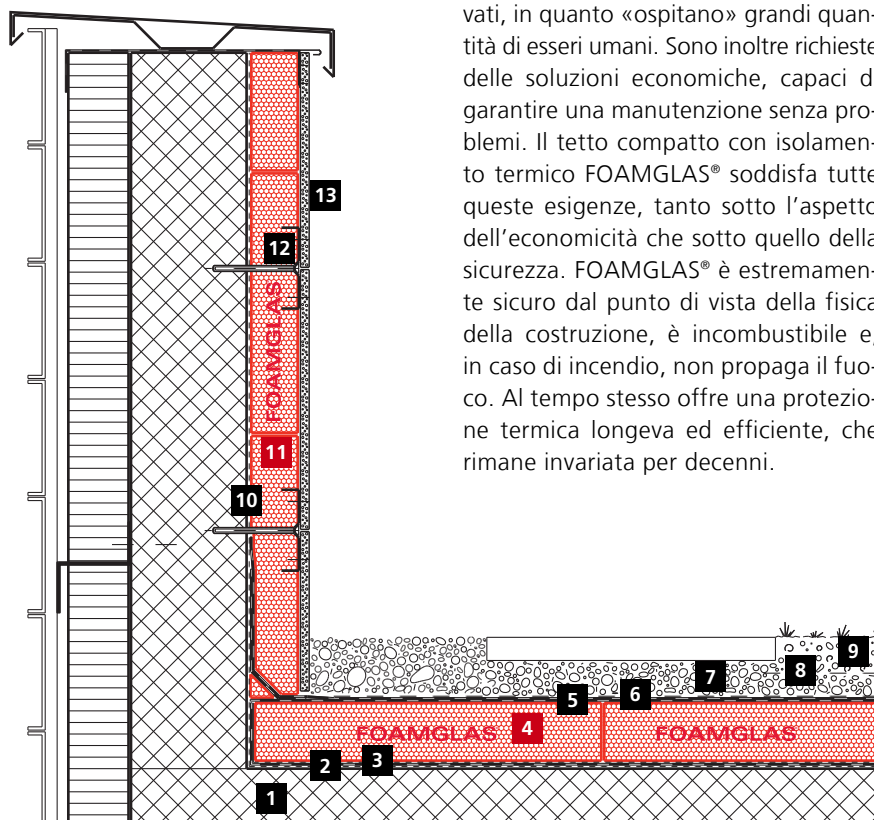 vati, in quanto «ospitano» grandi quan-
tità di esseri umani. Sono inoltre richieste
delle soluzioni economiche, capaci d
garantire una manutenzione senza pro-
blemi. Il tetto compatto con isolamen-
to termico FOAMGLAS® soddisfa tutte
queste esigenze, tanto sotto l’aspetto
dell’economicità che sotto quello della
sicurezza. FOAMGLAS® è estremamen-
te sicuro dal punto di vista della fisica
della costruzione, è incombustibile e,
in caso di incendio, non propaga il fuo-
co. Al tempo stesso offre una protezio-
ne termica longeva ed efficiente, che
rimane invariata per decenni.
13
12
FOAMGLAS
11
10
9
8
7
6
5
FOAMGLAS 4 FOAMGLAS
3
2
1